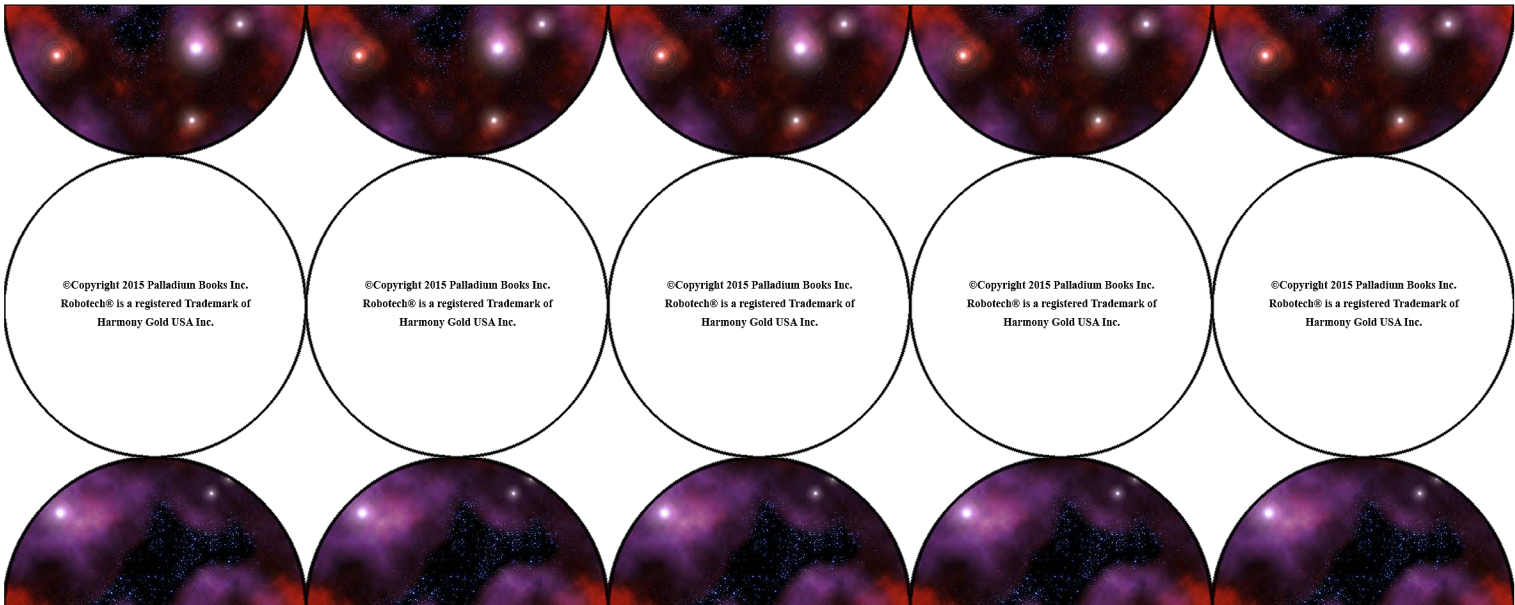 ©Copyright 2015 Palladium Books Inc.
Robotech® is a registered Trademark of
Harmony Gold USA Inc.
©Copyright 2015 Palladium Books Inc.
Robotech® is a registered Trademark of
Harmony Gold USA Inc.
©Copyright 2015 Palladium Books Inc.
Robotech® is a registered Trademark of
Harmony Gold USA Inc.
©Copyright 2015 Palladium Books Inc.
Robotech® is a registered Trademark of
Harmony Gold USA Inc.
©Copyright 2015 Palladium Books Inc.
Robotech® is a registered Trademark of
Harmony Gold USA Inc.